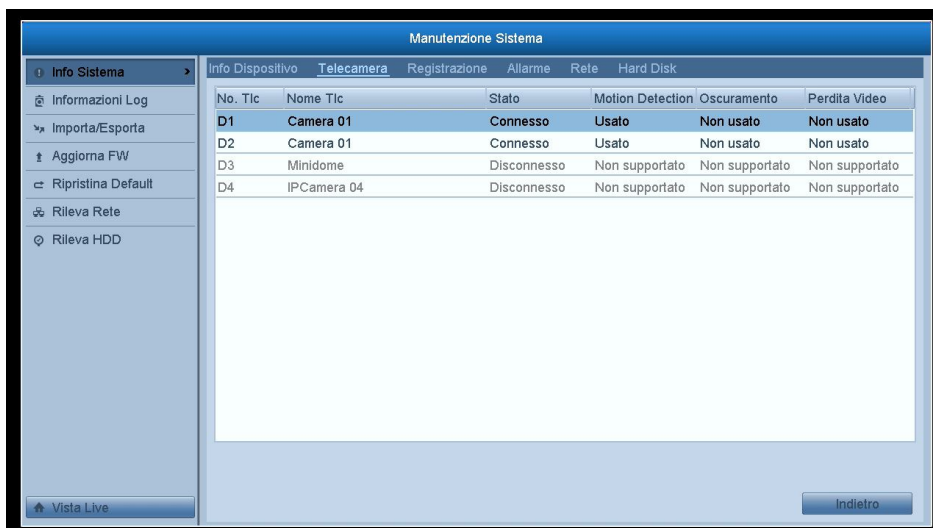 Manutenzione Sistema
Info Sistema
Informazioni Log
Importa/Esporta
Aggiorna FW
Ripristina Default
Rileva Rete
Rileva HDD
Vista Live
Info Dispositivo Telecamera Registrazione Allarme Rete Hard Disk
No. Tlc Nome Tlc Stato Motion Detection Oscuramento Perdita Video
D1 Camera 01 Connesso Usato Non usato Non usato
D2 Camera 01 Connesso Usato Non usato Non usato
D3 Minidome Disconnesso Non supportato Non supportato Non supportato
D4 IPCamera 04 Disconnesso Non supportato Non supportato Non supportato
Indietro